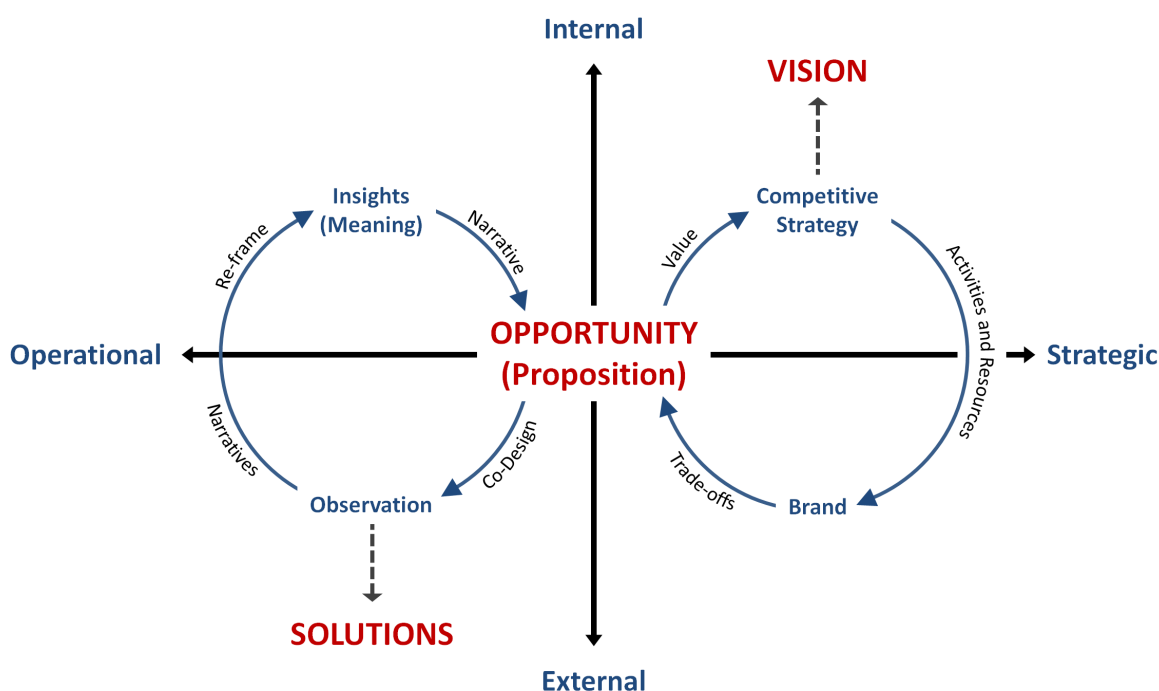 Internal
VISION
Insights
(Meaning)
Competitive
Strategy
Narrative
Re-frame
Value
Activities and Resources
OPPORTUNITY
(Proposition)
Operational
Strategic
Narratives
Co-Design
Trade-offs
Observation
Brand
SOLUTIONS
External